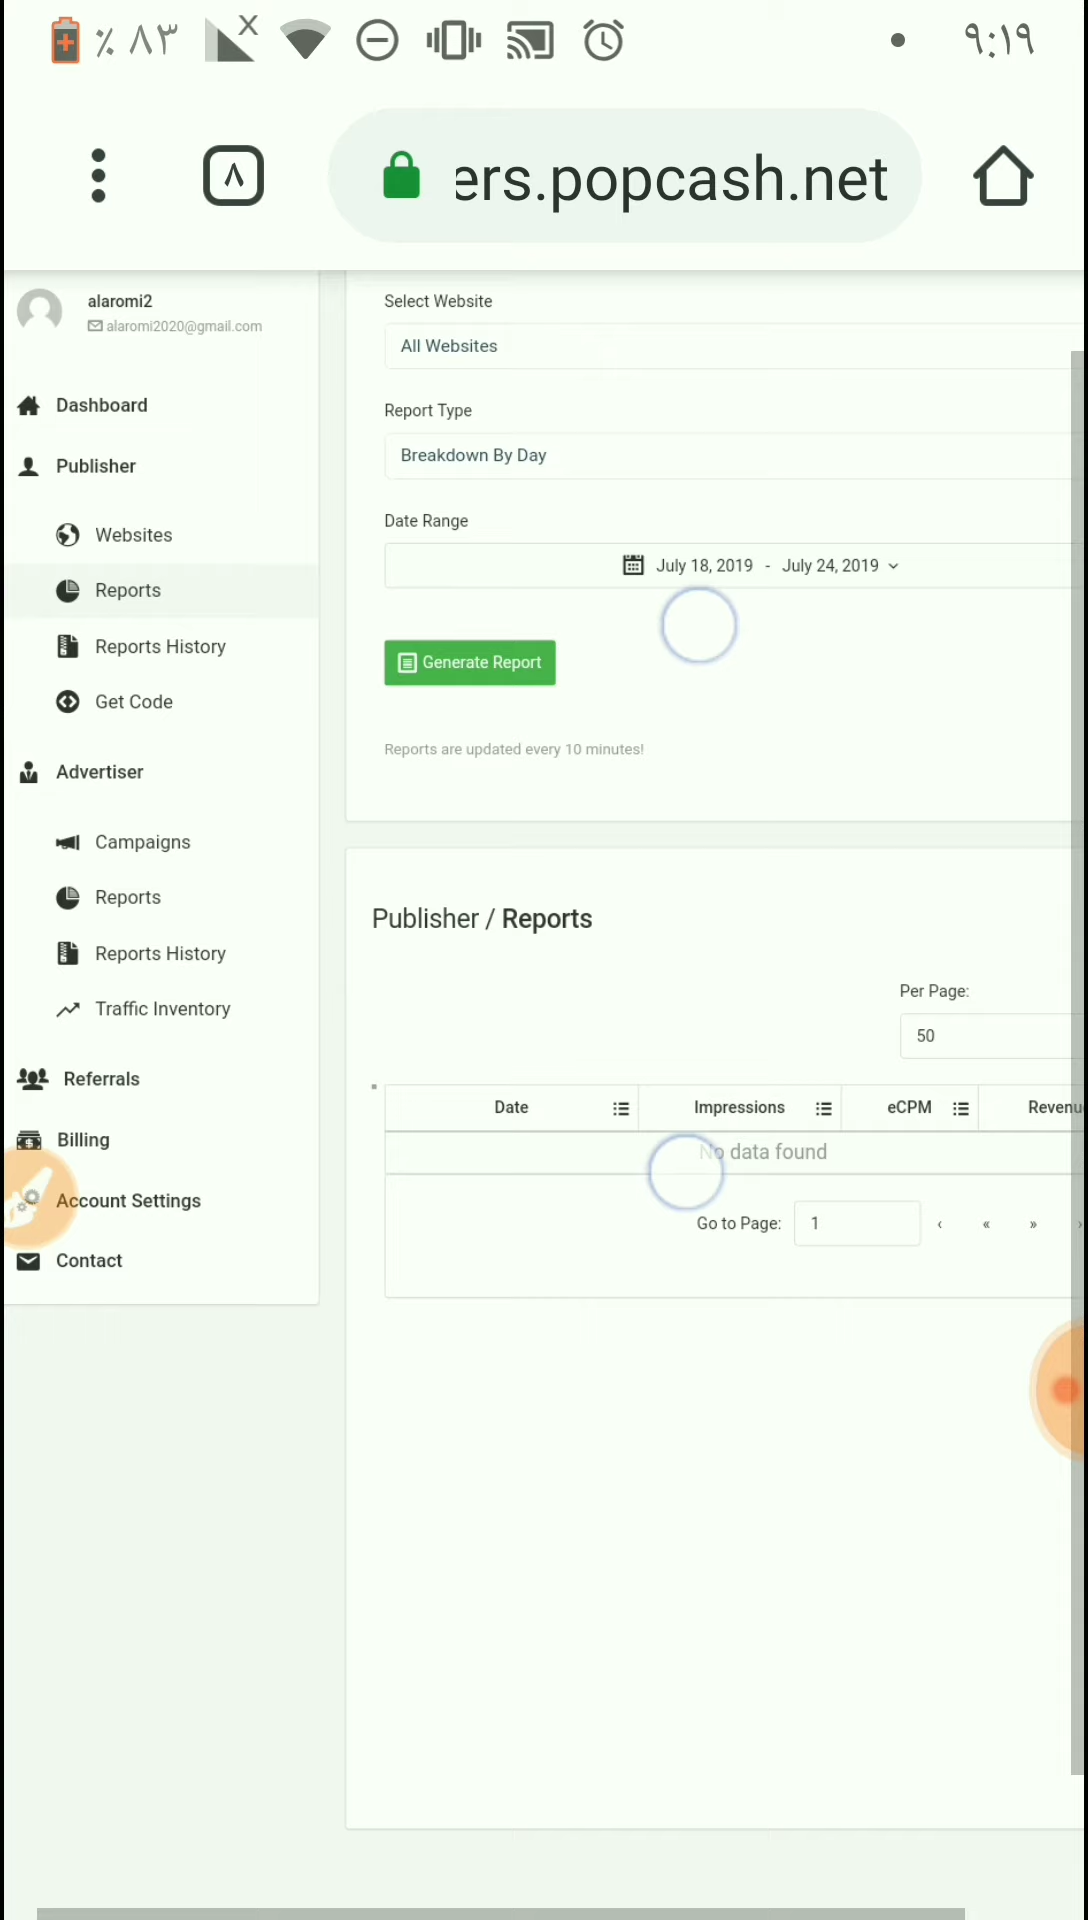 ٪ ٨٣
٩:١٩
٨
ers.popcash.net
alaromi2
alaromi2020@gmail.com
Dashboard
Publisher
Websites
Reports
Reports History
Get Code
Advertiser
Campaigns
Reports
Reports History
Traffic Inventory
Referrals
Billing
Account Settings
Contact
Select Website
All Websites
Report Type
Breakdown By Day
Date Range
July 18, 2019 - July 24, 2019
Generate Report
Reports are updated every 10 minutes!
Publisher / Reports
Per Page:
50
Date Impressions eCPM Revenu
No data found
Go to Page: 1 ‹ « » ›